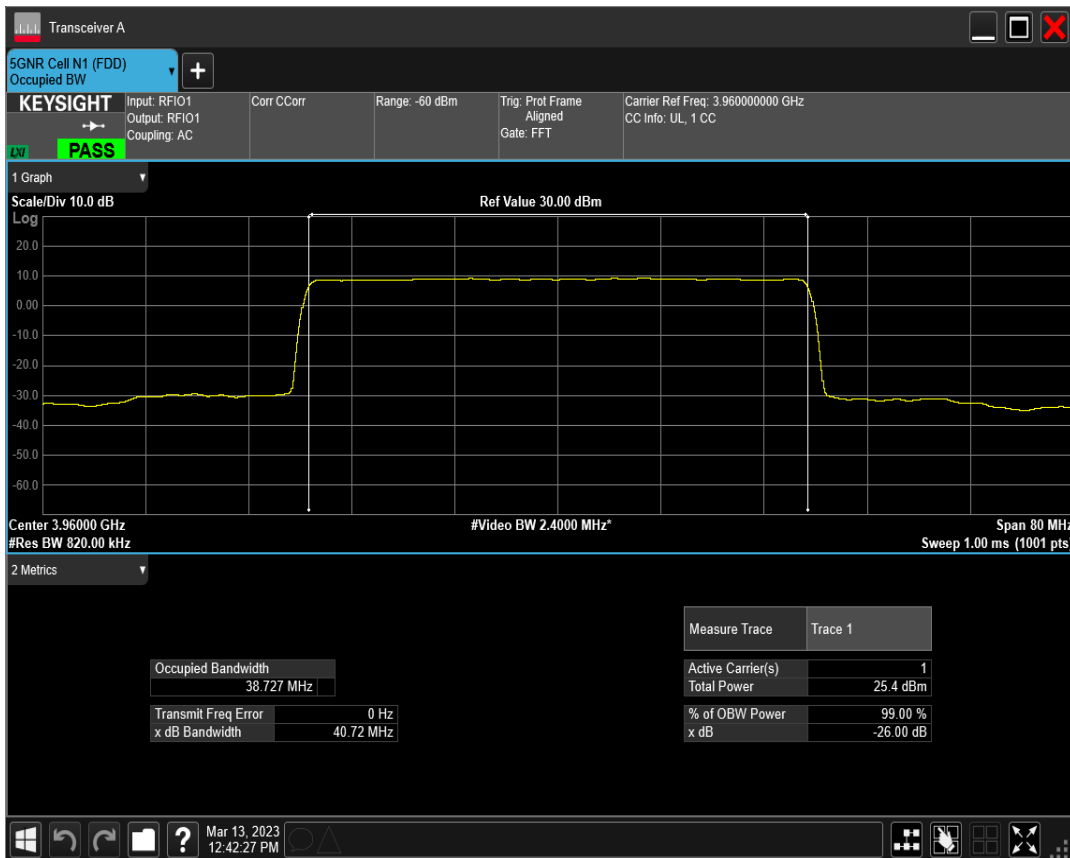 Transceiver A
5GNR Cell N1 (FDD)
Occupied BW
KEYSIGHT
LXI
PASS
Input: RFIO1
Output: RFIO1
Coupling: AC
Corr CCorr
Range: -60 dBm
Trig: Prot Frame
Aligned
Gate: FFT
Carrier Ref Freq: 3.960000000 GHz
CC Info: UL, 1 CC
1 Graph
Scale/Div 10.0 dB
Ref Value 30.00 dBm
Log
20.0
10.0
0.00
-10.0
-20.0
-30.0
-40.0
-50.0
-60.0
Center 3.96000 GHz
#Video BW 2.4000 MHz*
Span 80 MHz
#Res BW 820.00 kHz
Sweep 1.00 ms (1001 pts)
2 Metrics
Measure Trace Trace 1
Occupied Bandwidth
38.727 MHz
Active Carrier(s) 1
Total Power 25.4 dBm
Transmit Freq Error 0 Hz
x dB Bandwidth 40.72 MHz
% of OBW Power 99.00 %
x dB -26.00 dB
Mar 13, 2023
12:42:27 PM